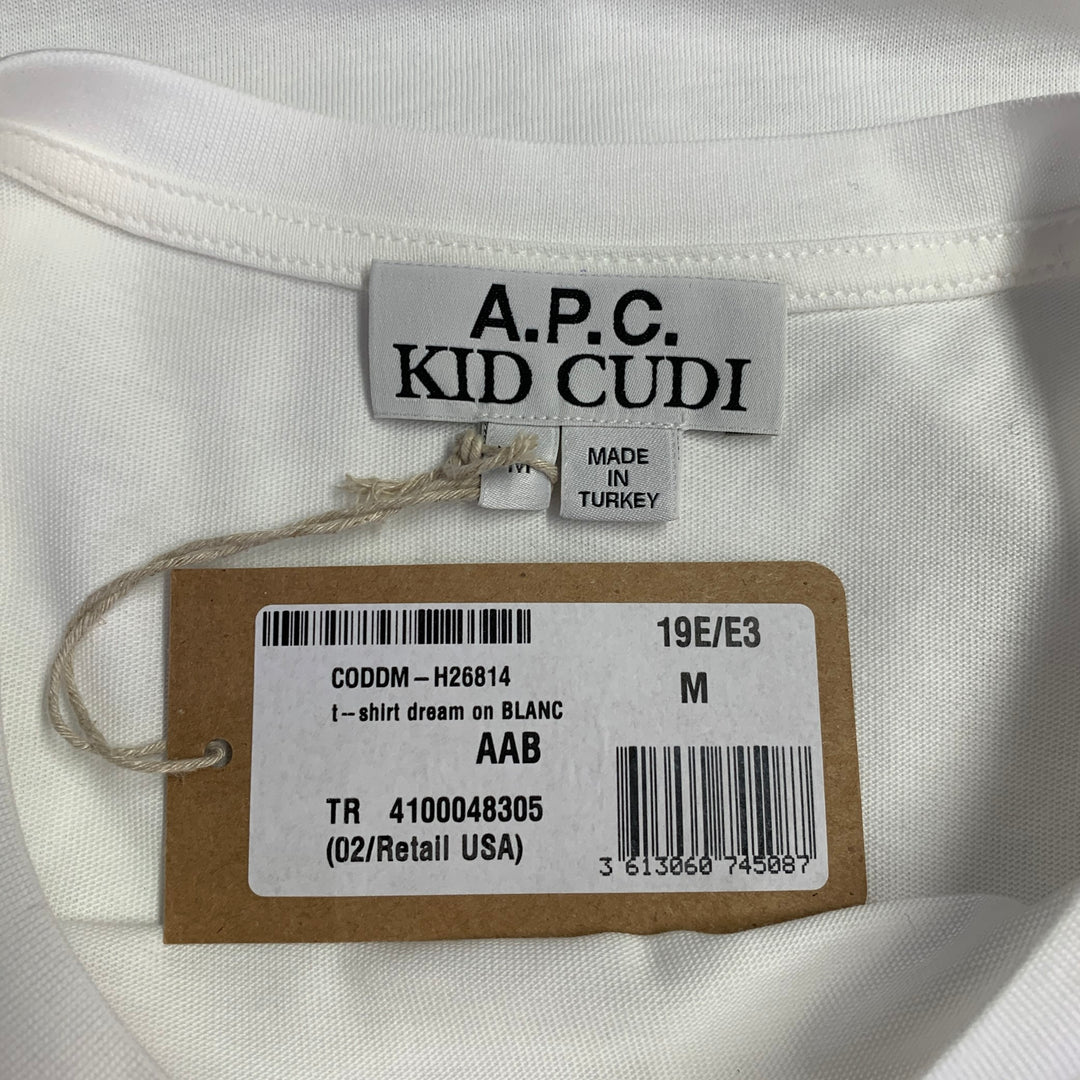 A.P.C.
KID CUDI
M
MADE
IN
TURKEY
19E/E3
CODDM-H26814
M
t-shirt dream on BLANC
AAB
TR 4100048305
(02/Retail USA)
3 613060 745087